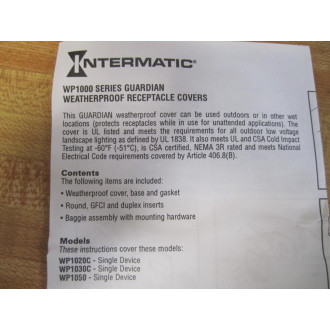 INTERMATIC®
WP1000 SERIES GUARDIAN
WEATHERPROOF RECEPTACLE COVERS
This GUARDIAN weatherproof cover can be used outdoors or in other wet
locations (protects receptacles while in use for unattended applications). The
cover is UL listed and meets the requirements for all outdoor low voltage
landscape lighting as defined by UL 1838. It also meets UL and CSA Cold Impact
Testing at -60°F (-51°C), is CSA certified, NEMA 3R rated and meets National
Electrical Code requirements covered by Article 406.8(B).
Contents
The following items are included:
• Weatherproof cover, base and gasket
• Round, GFCI and duplex inserts
• Baggie assembly with mounting hardware
Models
These instructions cover these models:
WP1020C - Single Device
WP1030C - Single Device
WP1050 - Single Device